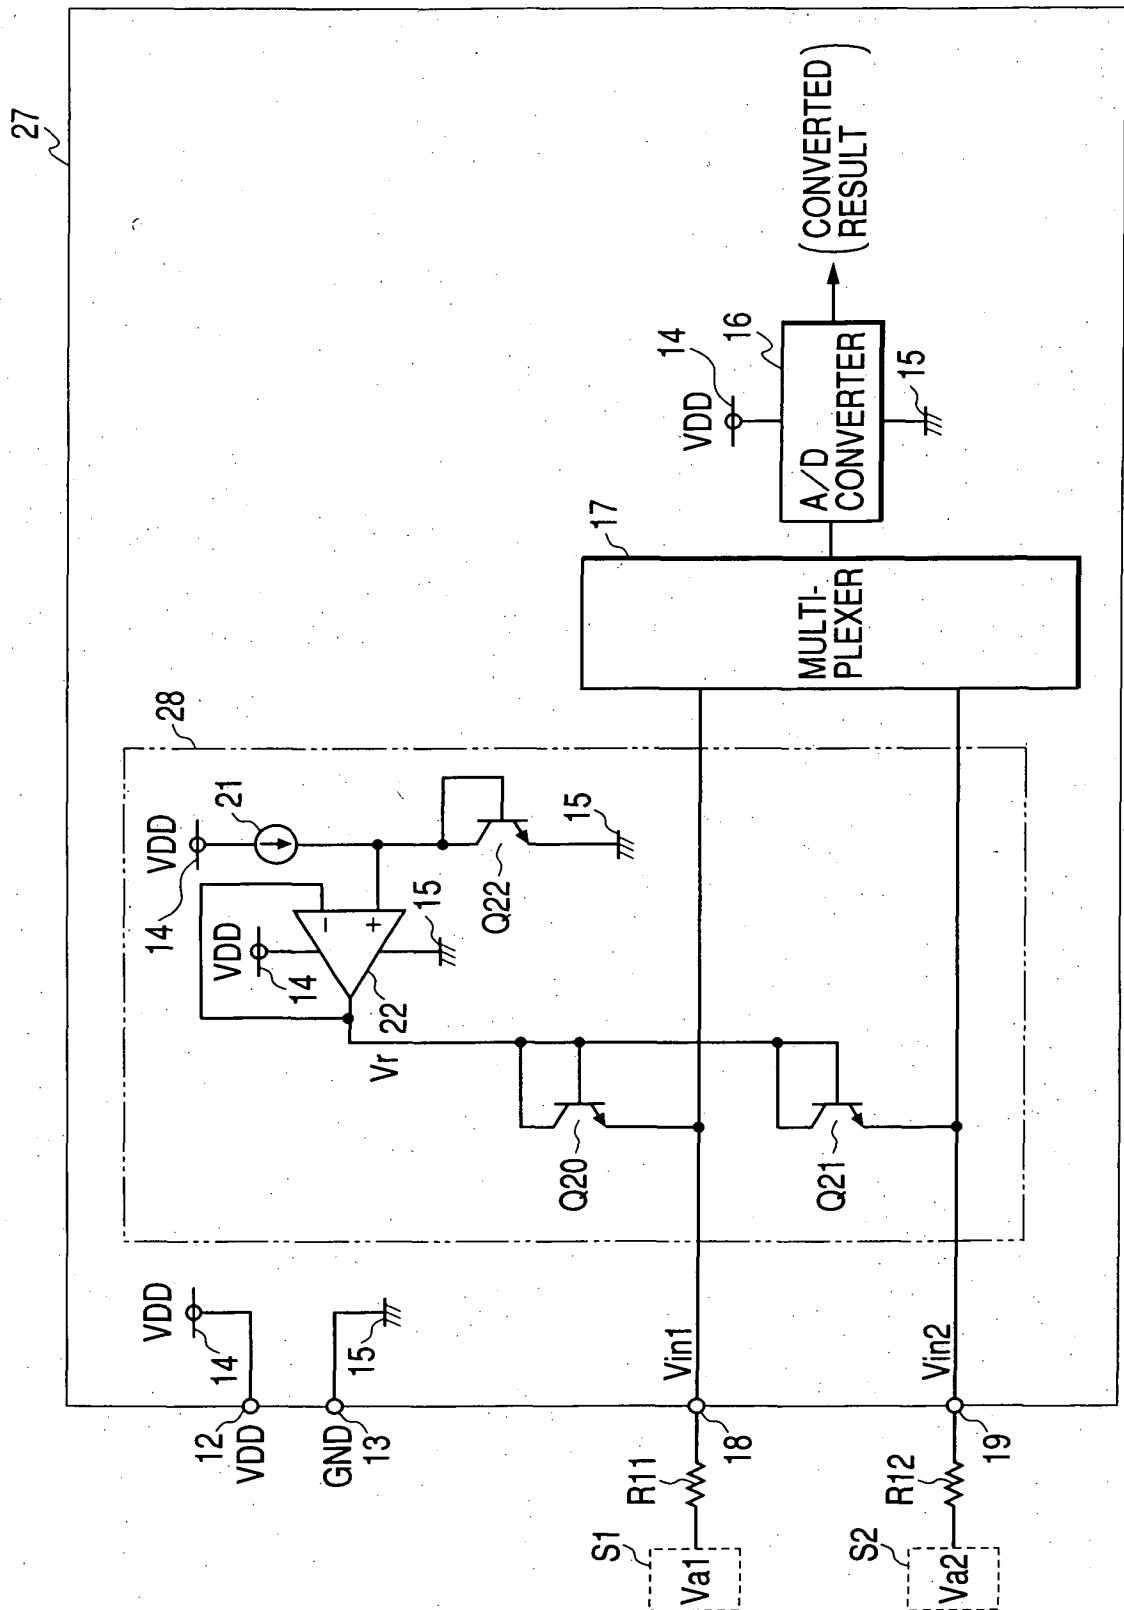 27
28
VDD
14
21
VDD
14
−
+
22
15
Vr
Q22
15
VDD
14
15
12
VDD
GND
13
Q20
Q21
17
MULTI-
PLEXER
VDD
14
16
A/D
CONVERTER
15
(CONVERTED
RESULT)
S1
Va1
R11
18
Vin1
S2
Va2
R12
19
Vin2